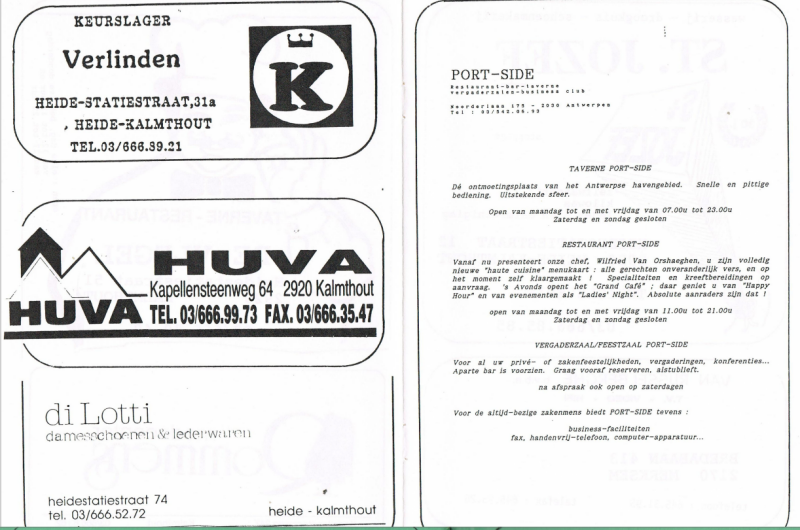 KEURSLAGER
Verlinden
HEIDE-STATIESTRAAT,31a
, HEIDE-KALMTHOUT
TEL.03/666.39.21
K
HUVA
HUVA
Kapellensteenweg 64 2920 Kalmthout
TEL. 03/666.99.73 FAX. 03/666.35.47
di Lotti
damesschoenen & lederwaren
heidestatiestraat 74
tel. 03/666.52.72
heide - kalmthout
PORT-SIDE
Restaurant-bar-taverne
vergaderzalen-business club
Noorderlaan 175 - 2030 Antwerpen
TAVERNE PORT-SIDE
Dé ontmoetingsplaats van het Antwerpse havengebied. Snelle en pittige
bediening. Uitstekende sfeer.
Open van maandag tot en met vrijdag van 07.00u tot 23.00u
Zaterdag en zondag gesloten
RESTAURANT PORT-SIDE
Vanaf nu presenteert onze chef, Wilfried Van Orshaeghen, u zijn volledig
nieuwe "haute cuisine" menukaart : alle gerechten onveranderlijk vers, en op
het moment zelf klaargemaakt ! Specialiteiten en kreeftbereidingen op
aanvraag. 's Avonds opent het "Grand Café" ; daar geniet u van "Happy
Hour" en van evenementen als "Ladies' Night". Absolute aanraders zijn dat !
open van maandag tot en met vrijdag van 11.00u tot 21.00u
Zaterdag en zondag gesloten
VERGADERZAAL/FEESTZAAL PORT-SIDE
Voor al uw privé- of zakenfeestelijkheden, vergaderingen, konferenties...
Aparte bar is voorzien. Graag vooraf reserveren, alstublieft.
na afspraak ook open op zaterdagen
Voor de altijd-bezige zakenmens biedt PORT-SIDE tevens :
business-faciliteiten
fax, handenvrij-telefoon, computer-apparatuur...